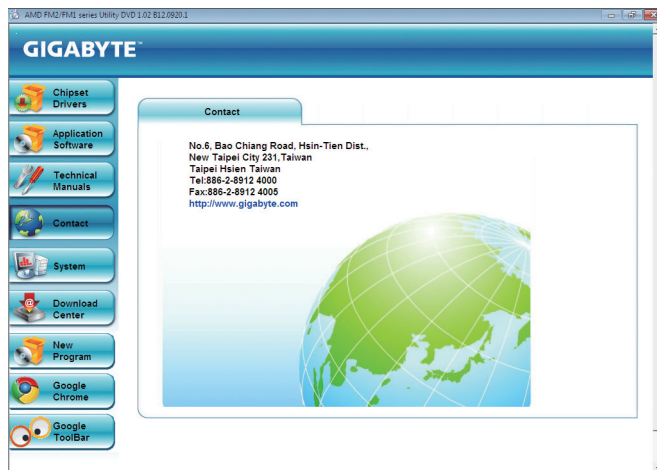 AMD FM2/FM1 series Utility DVD 1.02 B12.0920.1
GIGABYTE™
Chipset
Drivers
Application
Software
Technical
Manuals
Contact
System
Download
Center
New
Program
Google
Chrome
Google
ToolBar
Contact
No.6, Bao Chiang Road, Hsin-Tien Dist.,
New Taipei City 231,Taiwan
Taipei Hsien Taiwan
Tel:886-2-8912 4000
Fax:886-2-8912 4005
http://www.gigabyte.com